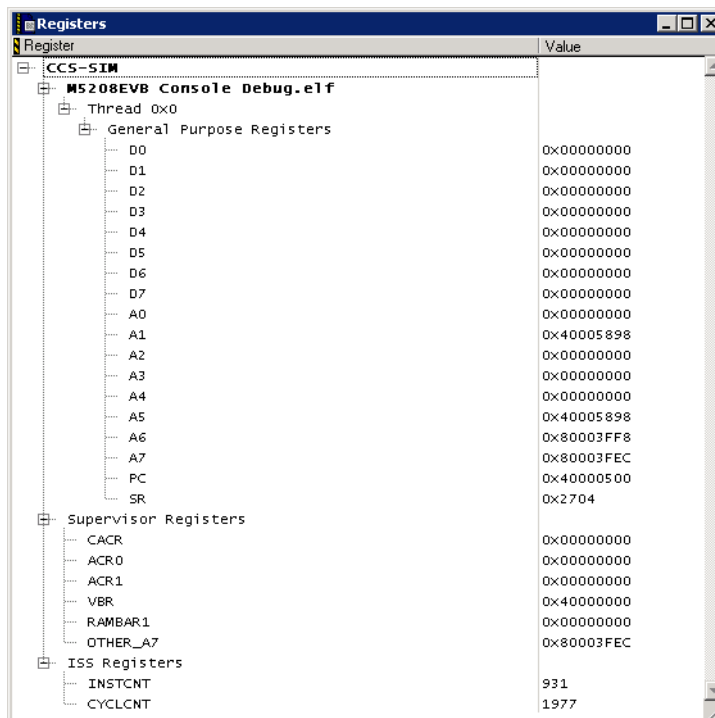 Registers
Register Value
CCS-SIM
M5208EVB Console Debug.elf
Thread 0x0
General Purpose Registers
D0 0x00000000
D1 0x00000000
D2 0x00000000
D3 0x00000000
D4 0x00000000
D5 0x00000000
D6 0x00000000
D7 0x00000000
A0 0x00000000
A1 0x40005898
A2 0x00000000
A3 0x00000000
A4 0x00000000
A5 0x40005898
A6 0x80003FF8
A7 0x80003FEC
PC 0x40000500
SR 0x2704
Supervisor Registers
CACR 0x00000000
ACR0 0x00000000
ACR1 0x00000000
VBR 0x40000000
RAMBAR1 0x00000000
OTHER_A7 0x80003FEC
ISS Registers
INSTCNT 931
CYCLCNT 1977